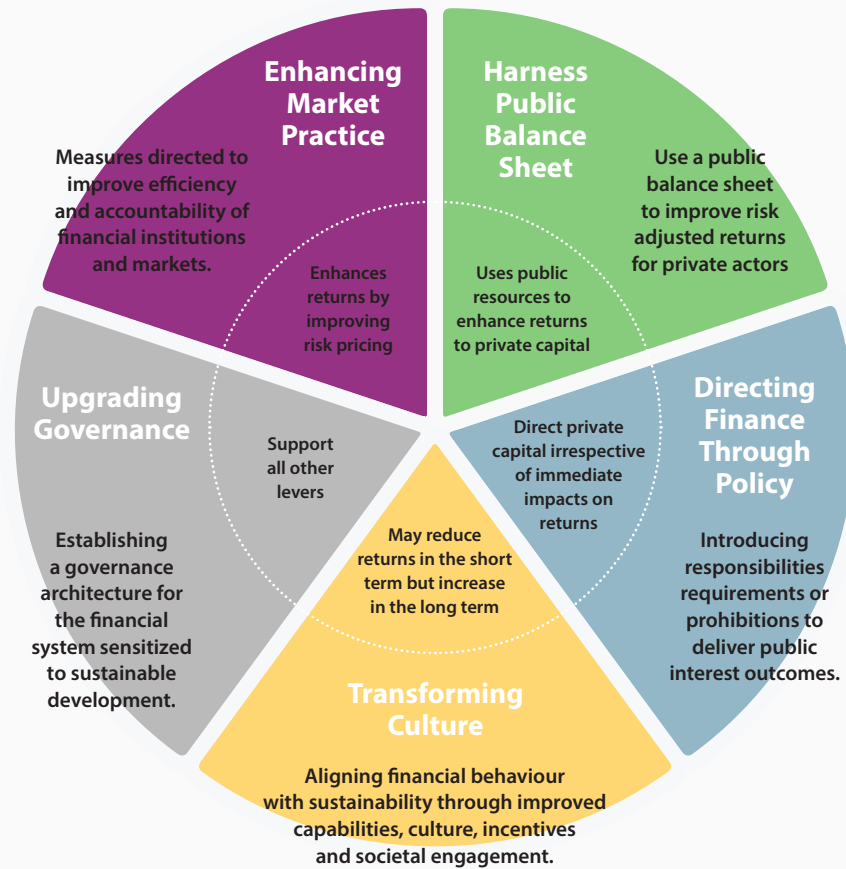 Enhancing
Market
Practice
Measures directed to
improve efficiency
and accountability of
financial institutions
and markets.
Enhances
returns by
improving
risk pricing
Harness
Public
Balance
Sheet
Use a public
balance sheet
to improve risk
adjusted returns
for private actors
Uses public
resources to
enhance returns
to private capital
Directing
Finance
Through
Policy
Direct private
capital irrespective
of immediate
impacts on
returns
Introducing
responsibilities
requirements or
prohibitions to
deliver public
interest outcomes.
May reduce
returns in the short
term but increase
in the long term
Transforming
Culture
Aligning financial behaviour
with sustainability through improved
capabilities, culture, incentives
and societal engagement.
Upgrading
Governance
Support
all other
levers
Establishing
a governance
architecture for
the financial
system sensitized
to sustainable
development.